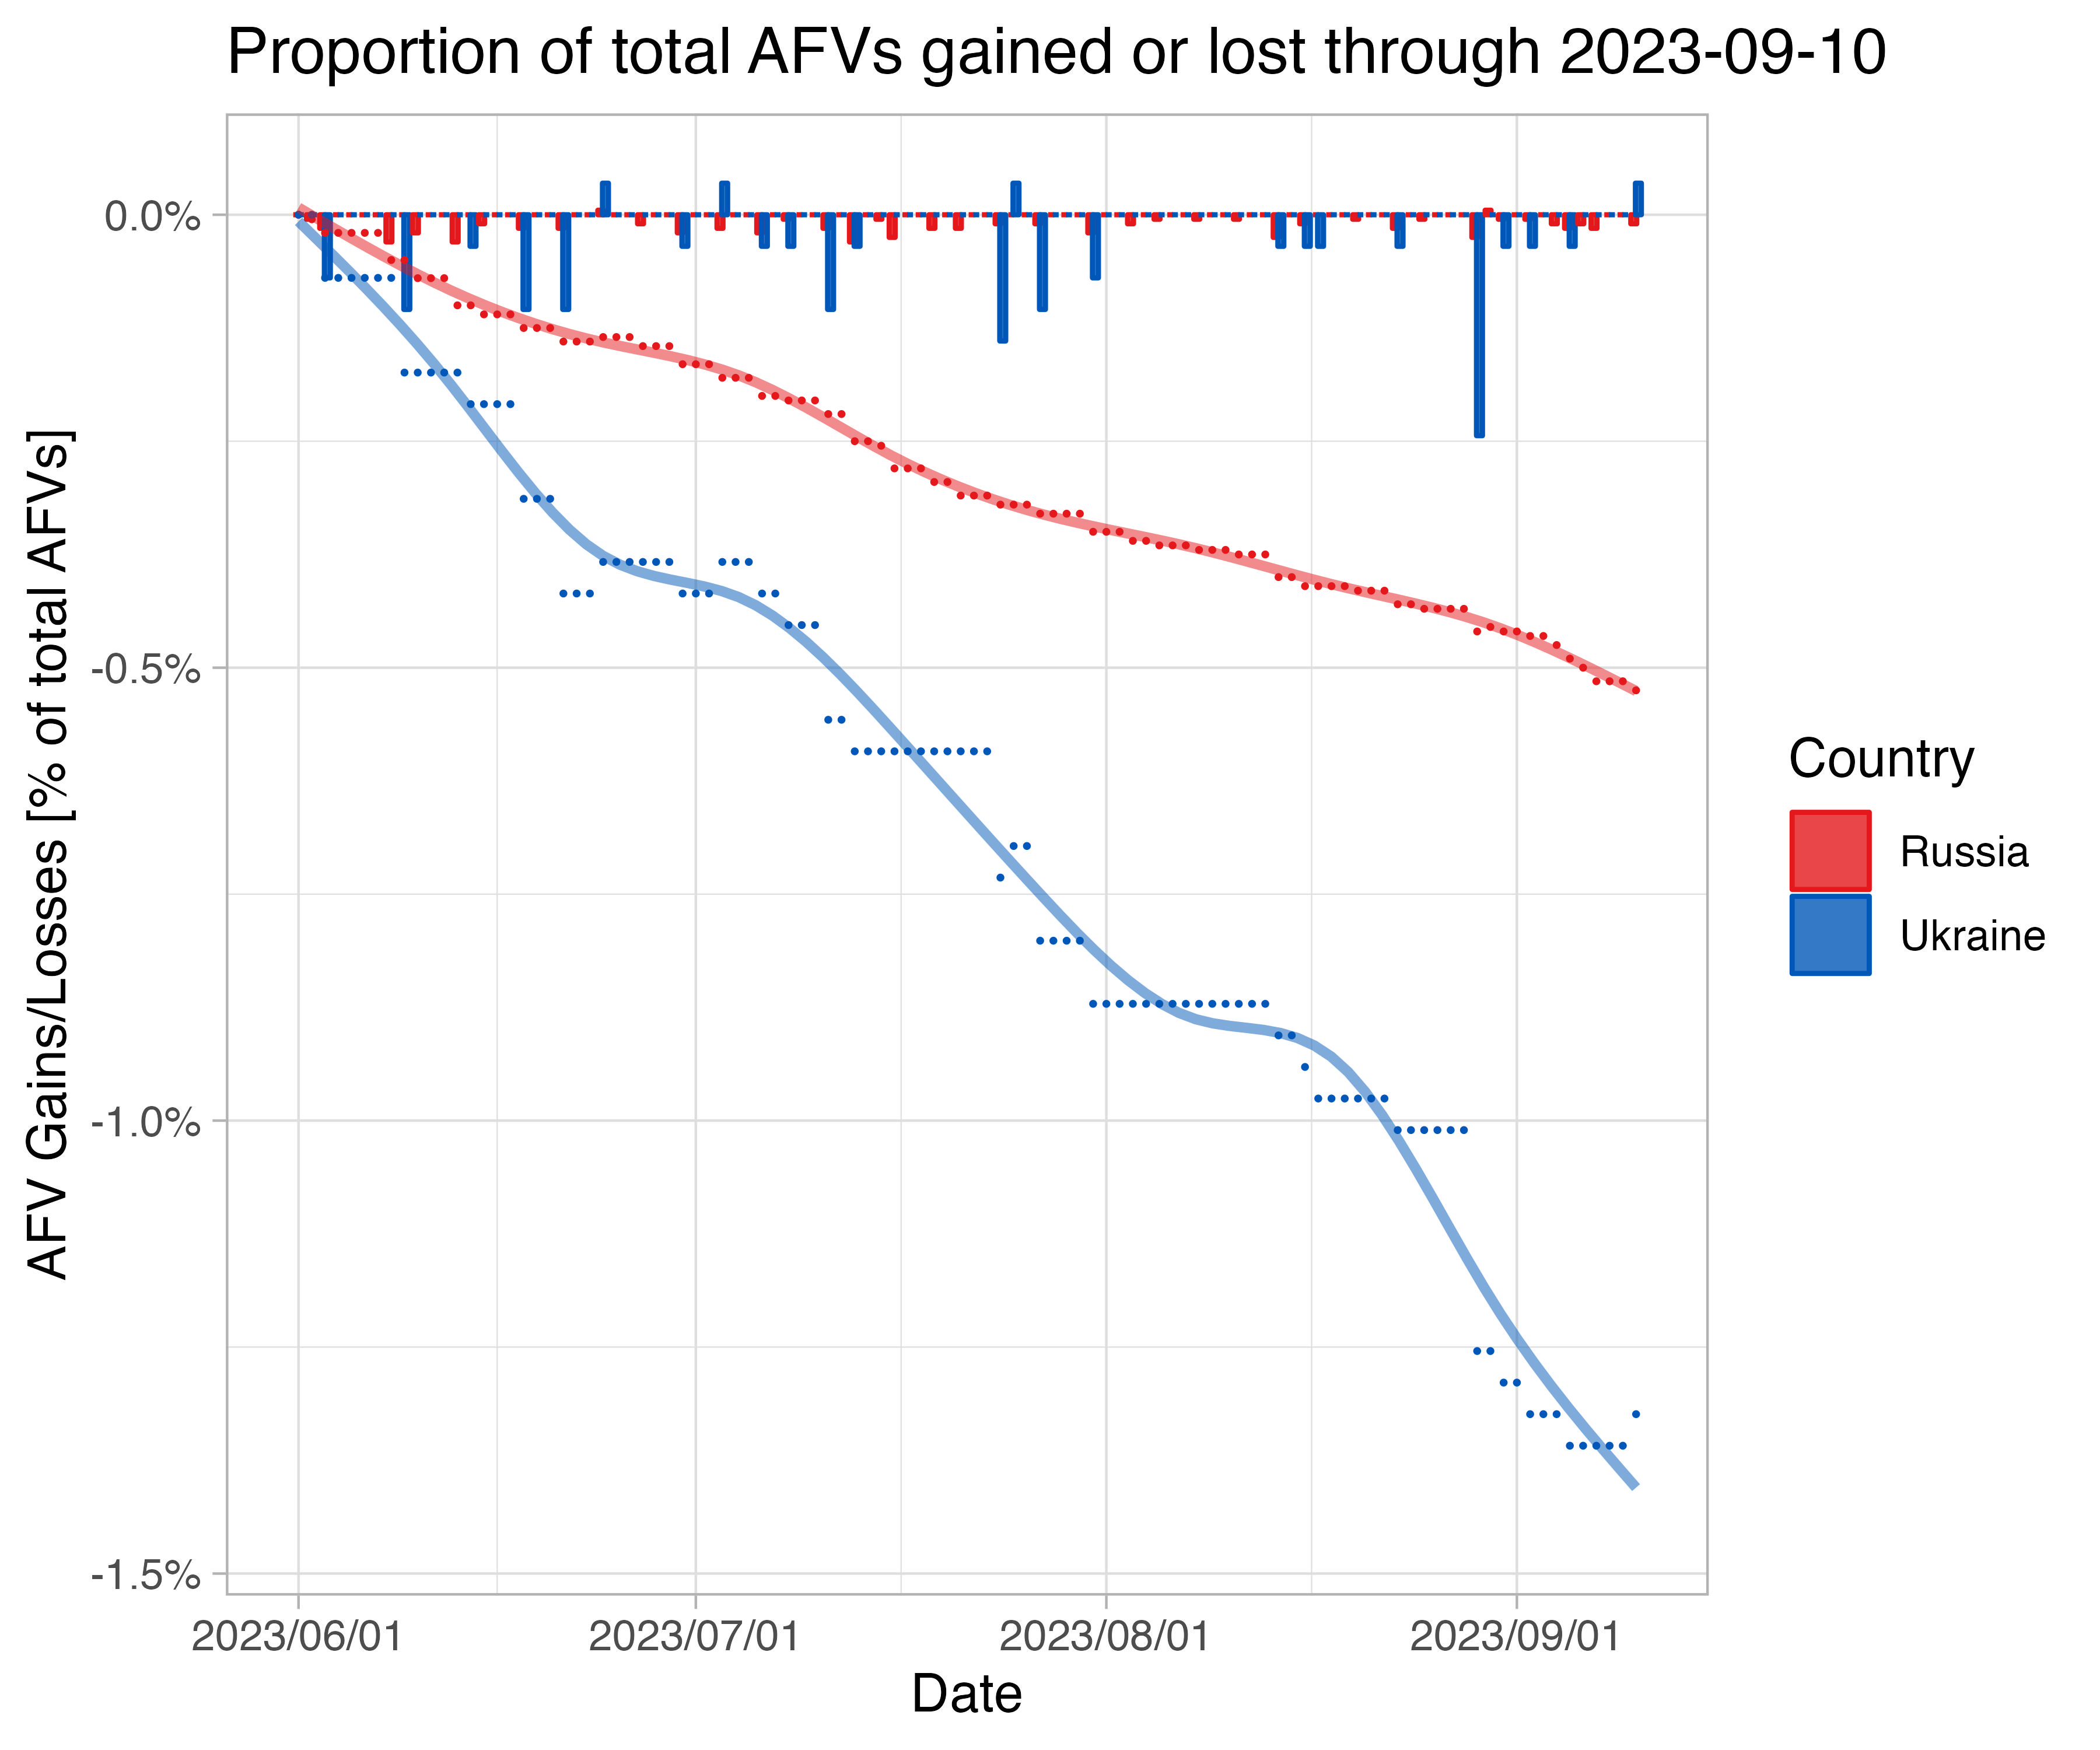 Proportion of total AFVs gained or lost through 2023-09-10
AFV Gains/Losses [% of total AFVs]
0.0%
-0.5%
-1.0%
-1.5%
2023/06/01
2023/07/01
2023/08/01
2023/09/01
Date
Country
Russia
Ukraine